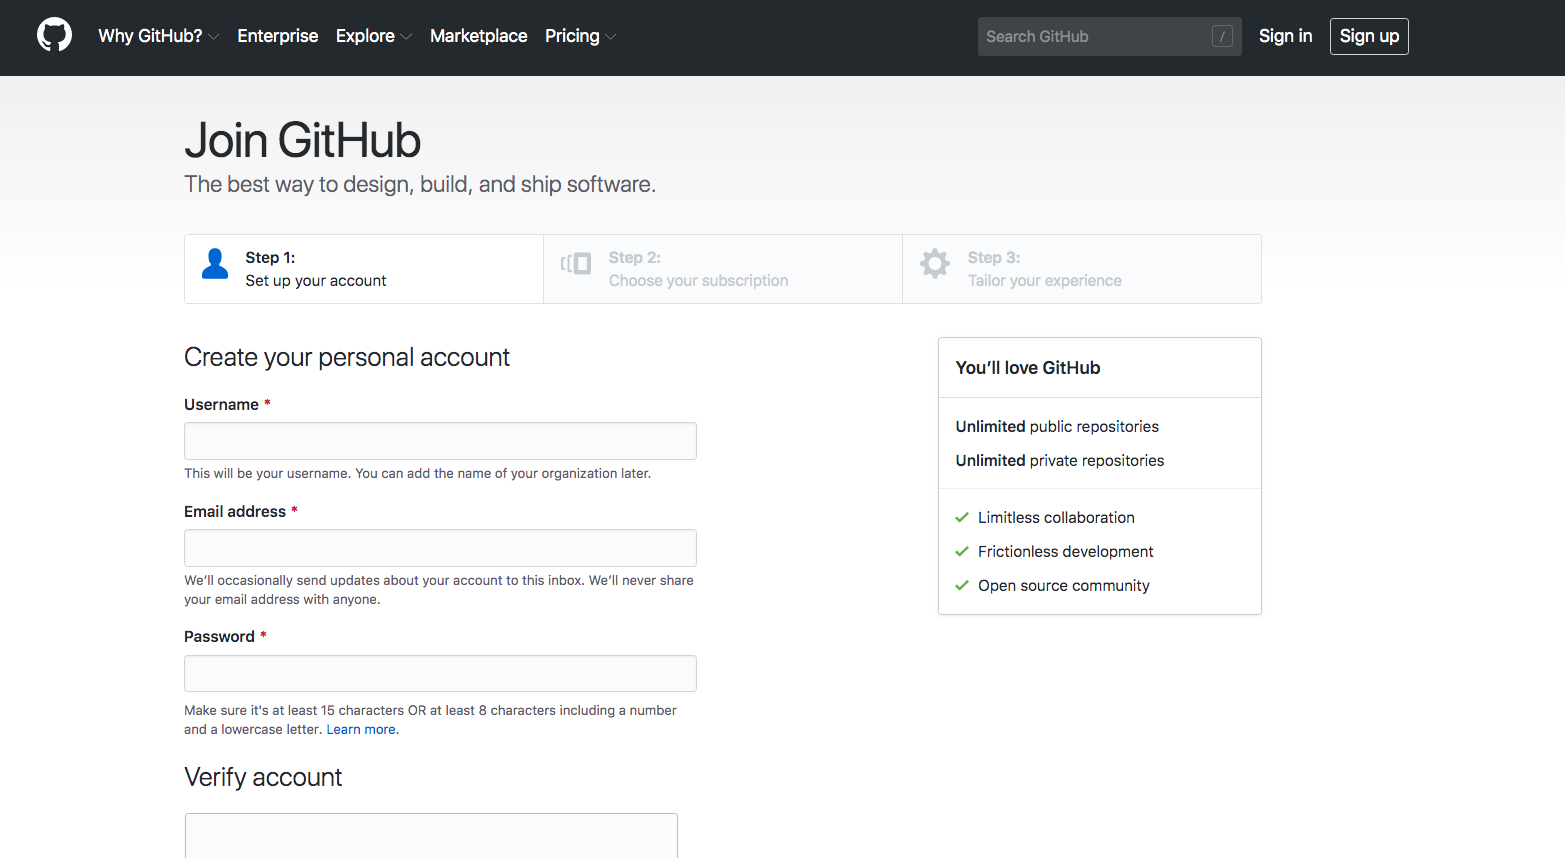 Why GitHub? Enterprise Explore Marketplace Pricing Search GitHub / Sign in Sign up
Join GitHub
The best way to design, build, and ship software.
Step 1:
Set up your account
Step 2:
Choose your subscription
Step 3:
Tailor your experience
Create your personal account
Username *
This will be your username. You can add the name of your organization later.
Email address *
We’ll occasionally send updates about your account to this inbox. We’ll never share
your email address with anyone.
Password *
Make sure it's at least 15 characters OR at least 8 characters including a number
and a lowercase letter. Learn more.
Verify account
You’ll love GitHub
Unlimited public repositories
Unlimited private repositories
Limitless collaboration
Frictionless development
Open source community